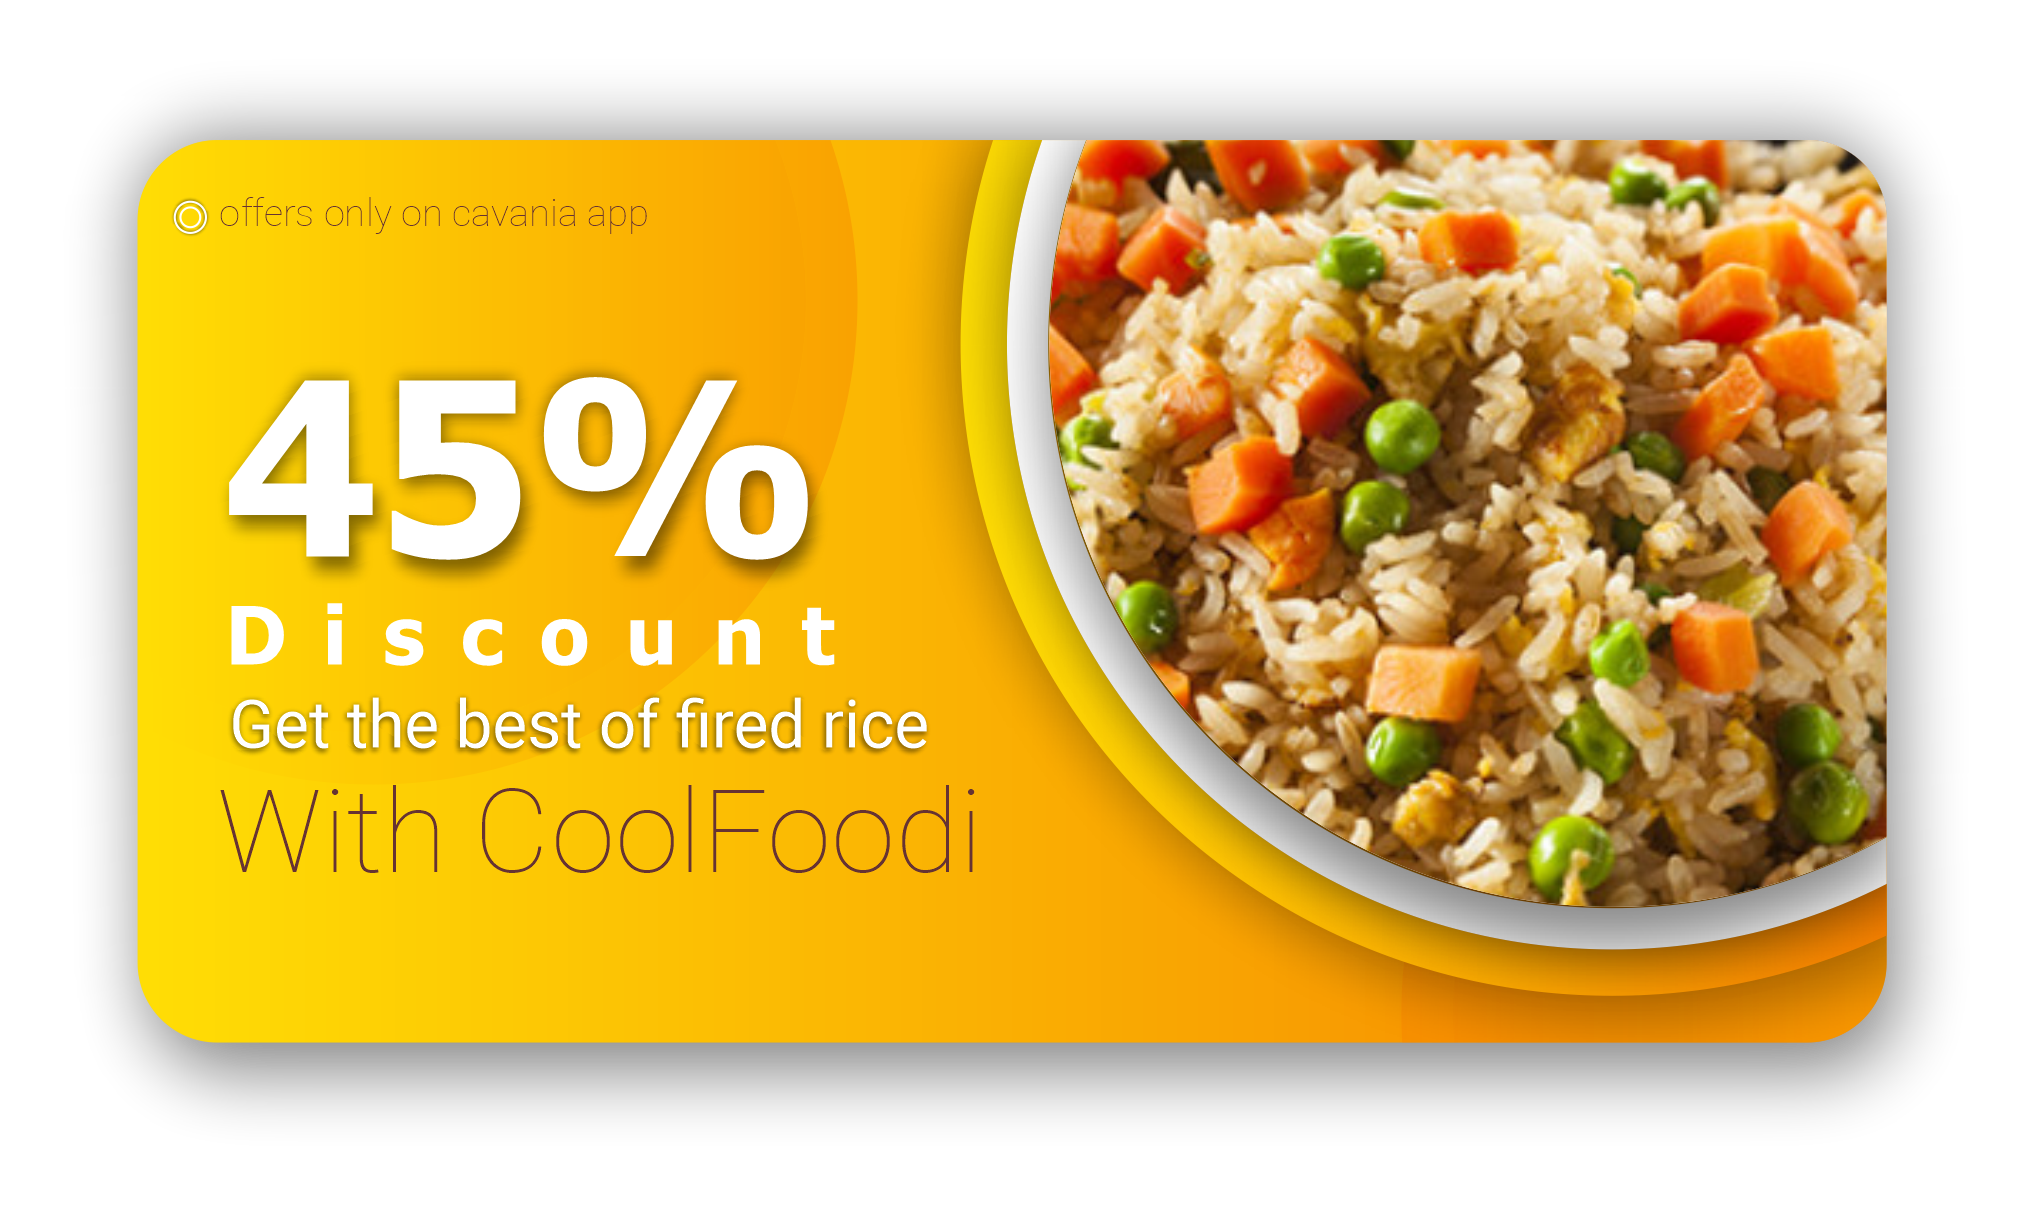 offers only on cavania app
45%
Discount
Get the best of fired rice
With CoolFoodi